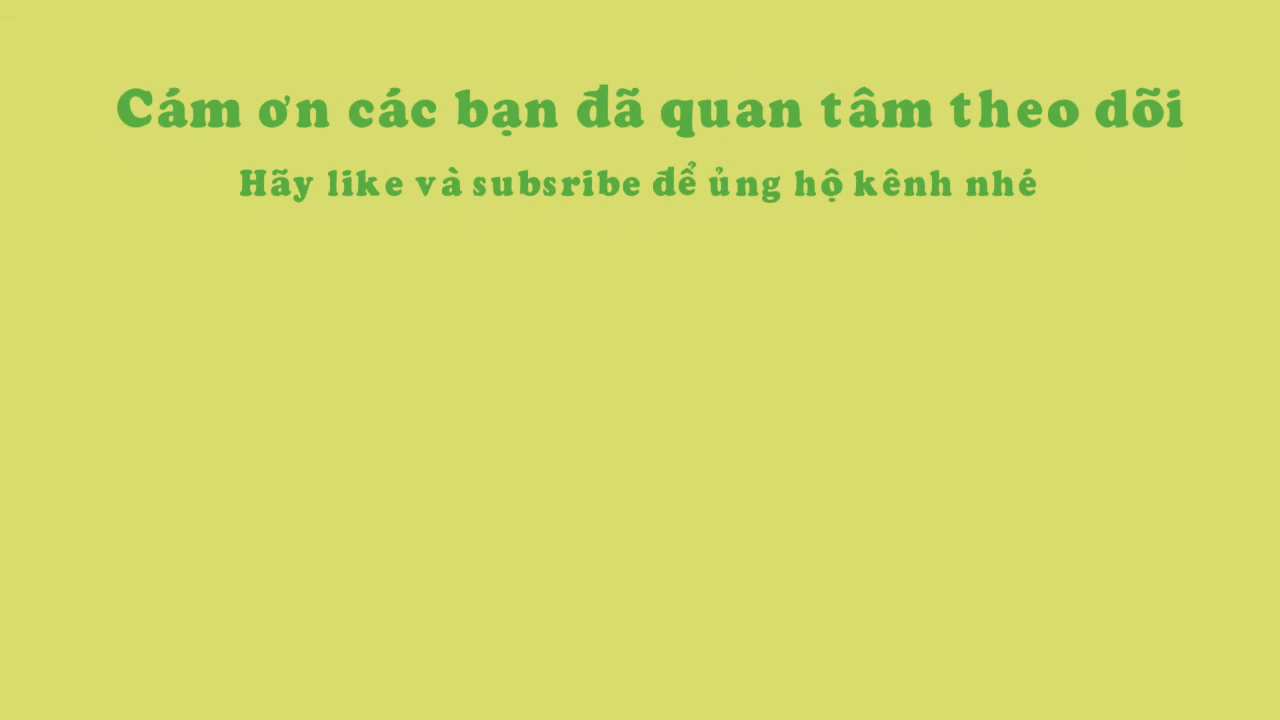 Cám ơn các bạn đã quan tâm theo dõi
Hãy like và subsribe để ủng hộ kênh nhé